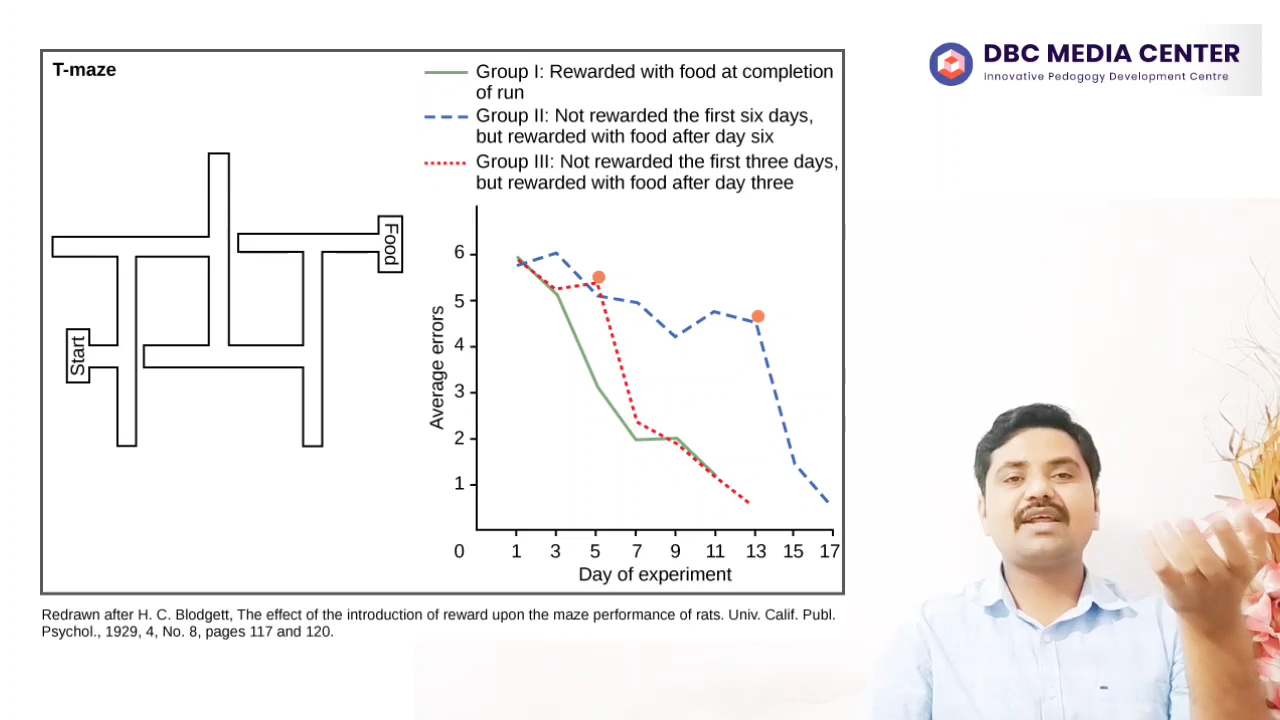 T-maze
Start
Food
Group I: Rewarded with food at completion
of run
Group II: Not rewarded the first six days,
but rewarded with food after day six
Group III: Not rewarded the first three days,
but rewarded with food after day three
Average errors
6
5
4
3
2
1
0 1 3 5 7 9 11 13 15 17
Day of experiment
Redrawn after H. C. Blodgett, The effect of the introduction of reward upon the maze performance of rats. Univ. Calif. Publ.
Psychol., 1929, 4, No. 8, pages 117 and 120.
DBC MEDIA CENTER
Innovative Pedogogy Development Centre